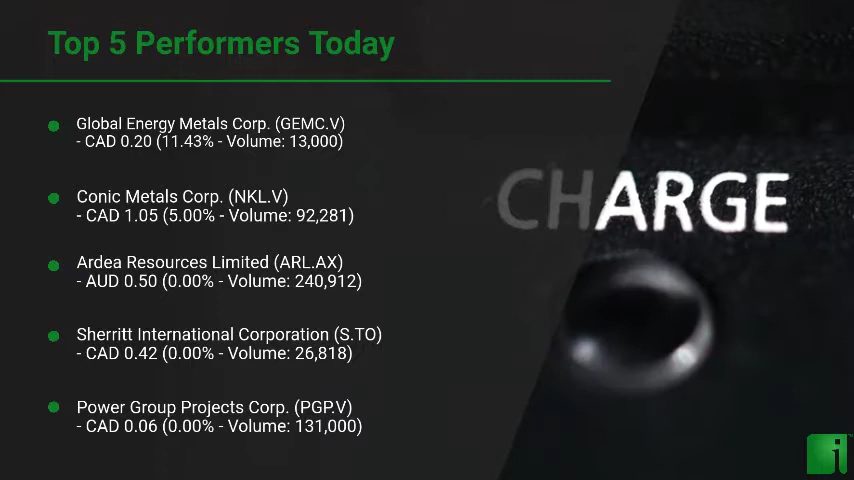 Top 5 Performers Today
Global Energy Metals Corp. (GEMC.V)
- CAD 0.20 (11.43% - Volume: 13,000)
Conic Metals Corp. (NKL.V)
- CAD 1.05 (5.00% - Volume: 92,281)
Ardea Resources Limited (ARL.AX)
- AUD 0.50 (0.00% - Volume: 240,912)
Sherritt International Corporation (S.TO)
- CAD 0.42 (0.00% - Volume: 26,818)
Power Group Projects Corp. (PGP.V)
- CAD 0.06 (0.00% - Volume: 131,000)
CHARGE
i